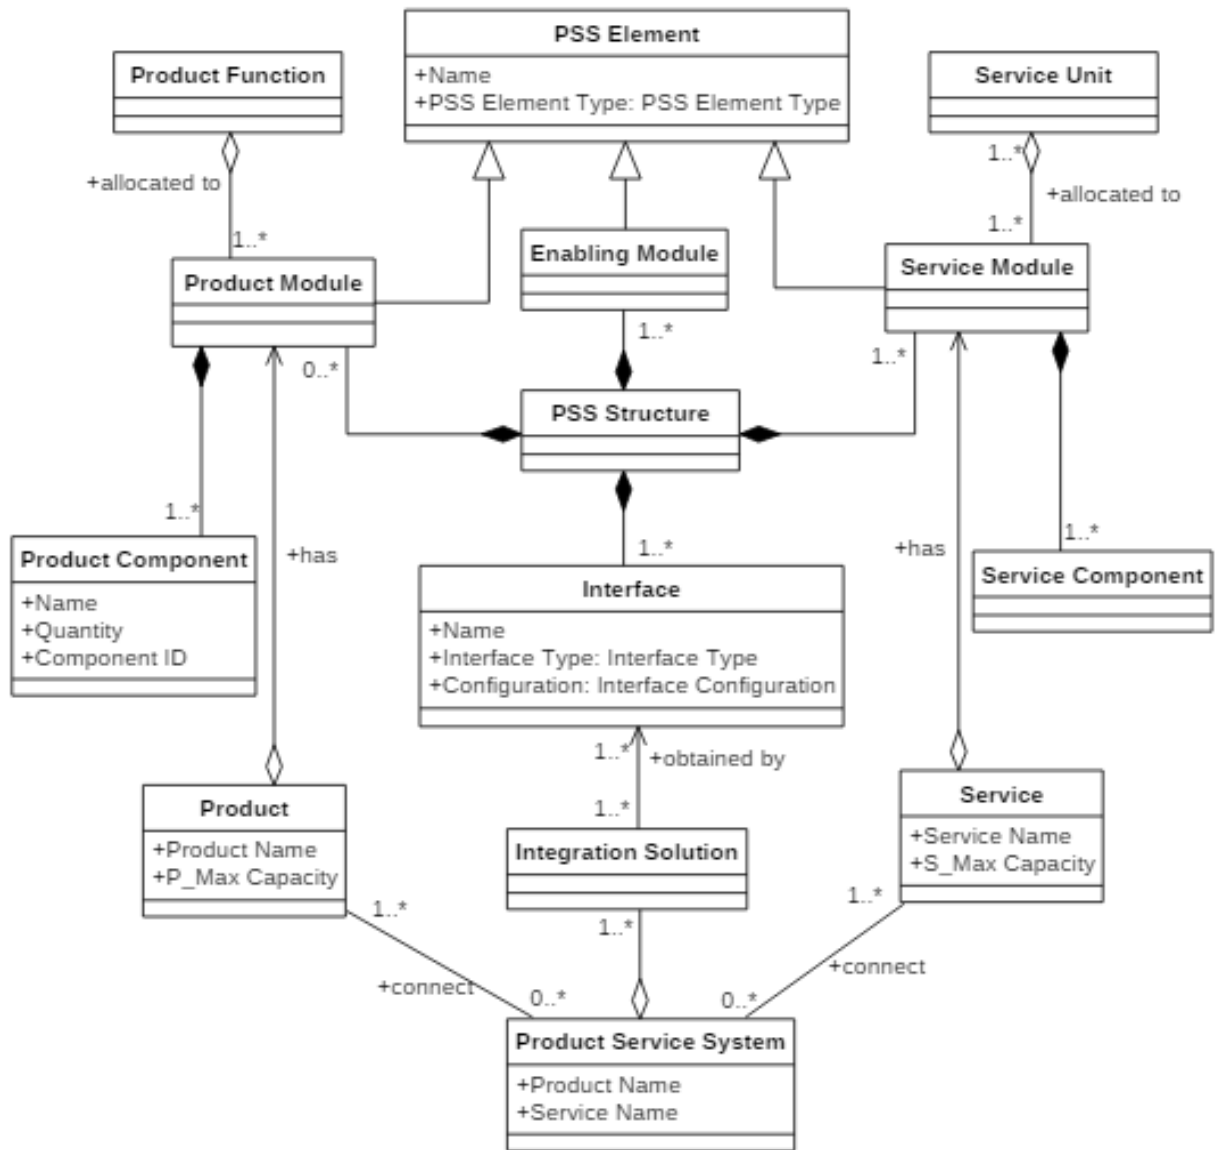 PSS Element
+Name
+PSS Element Type: PSS Element Type
Product Function
Service Unit
1..*
+allocated to
+allocated to
1..*
1..*
Product Module
Enabling Module
Service Module
0..*
1..*
1..*
PSS Structure
1..*
1..*
1..*
+has
+has
Product Component
+Name
+Quantity
+Component ID
Interface
+Name
+Interface Type: Interface Type
+Configuration: Interface Configuration
Service Component
1..*
+obtained by
1..*
Product
+Product Name
+P_Max Capacity
Integration Solution
Service
+Service Name
+S_Max Capacity
1..*
1..*
1..*
+connect
+connect
0..*
0..*
Product Service System
+Product Name
+Service Name